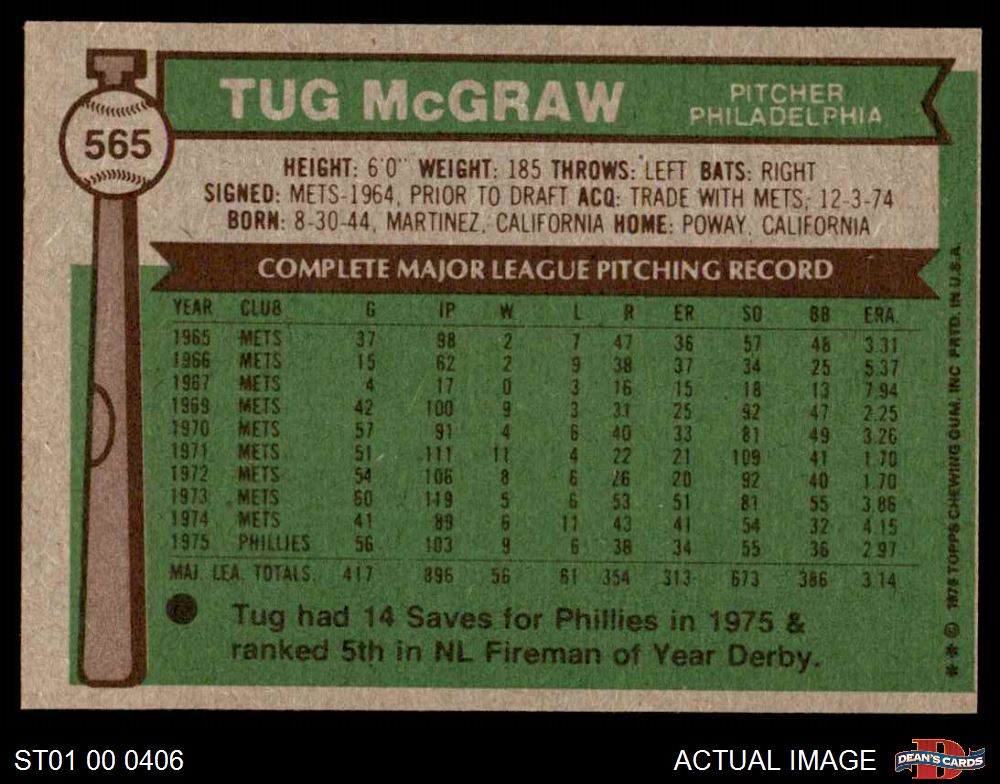 565
TUG McGRAW
PITCHER
PHILADELPHIA
HEIGHT: 6'0" WEIGHT: 185 THROWS: LEFT BATS: RIGHT
SIGNED: METS-1964, PRIOR TO DRAFT ACQ: TRADE WITH METS, 12-3-74
BORN: 8-30-44, MARTINEZ, CALIFORNIA HOME: POWAY, CALIFORNIA
COMPLETE MAJOR LEAGUE PITCHING RECORD
YEAR CLUB G IP W L R ER SO BB ERA
1965 METS 37 98 2 7 47 36 57 48 3.31
1966 METS 15 62 2 9 38 37 34 25 5.37
1967 METS 4 17 0 3 16 15 18 13 7.94
1969 METS 42 100 9 3 31 25 92 47 2.25
1970 METS 57 91 4 6 40 33 81 49 3.26
1971 METS 51 111 11 4 22 21 109 41 1.70
1972 METS 54 106 8 6 26 20 92 40 1.70
1973 METS 60 119 5 6 53 51 81 55 3.86
1974 METS 41 89 6 11 43 41 54 32 4.15
1975 PHILLIES 56 103 9 6 38 34 55 36 2.97
MAJ. LEA. TOTALS 417 896 56 61 354 313 673 386 3.14
Tug had 14 Saves for Phillies in 1975 &
ranked 5th in NL Fireman of Year Derby.
★★© 1976 TOPPS CHEWING GUM, INC PRTD. IN U.S.A.
ST01 00 0406
ACTUAL IMAGE
D
DEAN'S CARDS